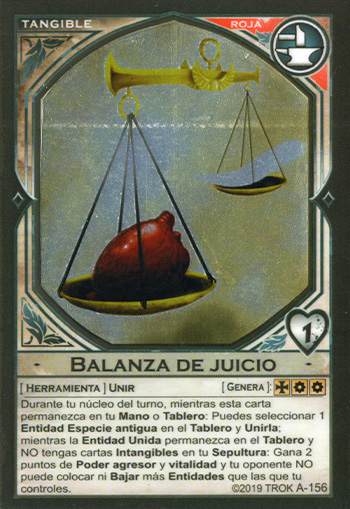 TANGIBLE
ROJA
1
BALANZA DE JUICIO
[ HERRAMIENTA ] UNIR [ GENERA ]:
Durante tu núcleo del turno, mientras esta carta
permanezca en tu Mano o Tablero: Puedes seleccionar 1
Entidad Especie antigua en el Tablero y Unirla;
mientras la Entidad Unida permanezca en el Tablero y
NO tengas cartas Intangibles en tu Sepultura: Gana 2
puntos de Poder agresor y vitalidad y tu oponente NO
puede colocar ni Bajar más Entidades que las que tu
controles.
©2019 TROK A-156